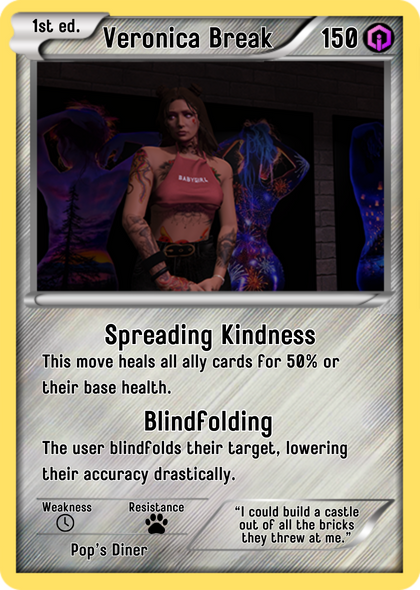 1st ed.
Veronica Break
150
BABYGIRL
Spreading Kindness
This move heals all ally cards for 50% or
their base health.
Blindfolding
The user blindfolds their target, lowering
their accuracy drastically.
Weakness
Resistance
Pop's Diner
"I could build a castle
out of all the bricks
they threw at me."